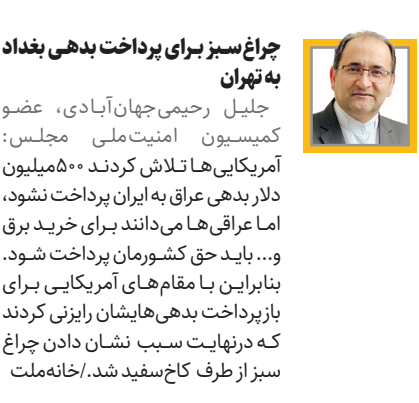 چراغ‌سبز برای پرداخت بدهی بغداد
به تهران
جلیل رحیمی‌جهان‌آبادی، عضو
کمیسیون امنیت‌ملی مجلس:
آمریکایی‌ها تلاش کردند ۵۰۰میلیون
دلار بدهی عراق به ایران پرداخت نشود،
اما عراقی‌ها می‌دانند برای خرید برق
و... باید حق کشورمان پرداخت شود.
بنابراین با مقام‌های آمریکایی برای
بازپرداخت بدهی‌هایشان رایزنی کردند
که درنهایت سبب نشان دادن چراغ
سبز از طرف کاخ‌سفید شد./خانه‌ملت